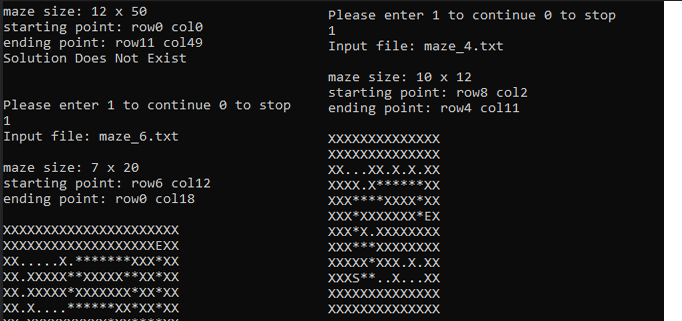 maze size: 12 x 50
starting point: row0 col0
ending point: row11 col49
Solution Does Not Exist
Please enter 1 to continue 0 to stop
1
Input file: maze_6.txt
maze size: 7 x 20
starting point: row6 col12
ending point: row0 col18
XXXXXXXXXXXXXXXXXXXXXX
XXXXXXXXXXXXXXXXXXXEXX
XX.....X.*******XXX*XX
XX.XXXXX**XXXXX**XX*XX
XX.XXXXX*XXXXXXX*XX*XX
XX.X....******XX*XX*XX
Please enter 1 to continue 0 to stop
1
Input file: maze_4.txt
maze size: 10 x 12
starting point: row8 col2
ending point: row4 col11
XXXXXXXXXXXXXX
XXXXXXXXXXXXXX
XX...XX.X.X.XX
XXXX.X******XX
XXX****XXXX*XX
XXX*XXXXXXX*EX
XXX*X.XXXXXXXX
XXX***XXXXXXXX
XXXXX*XXX.X.XX
XXXS**..X...XX
XXXXXXXXXXXXXX
XXXXXXXXXXXXXX